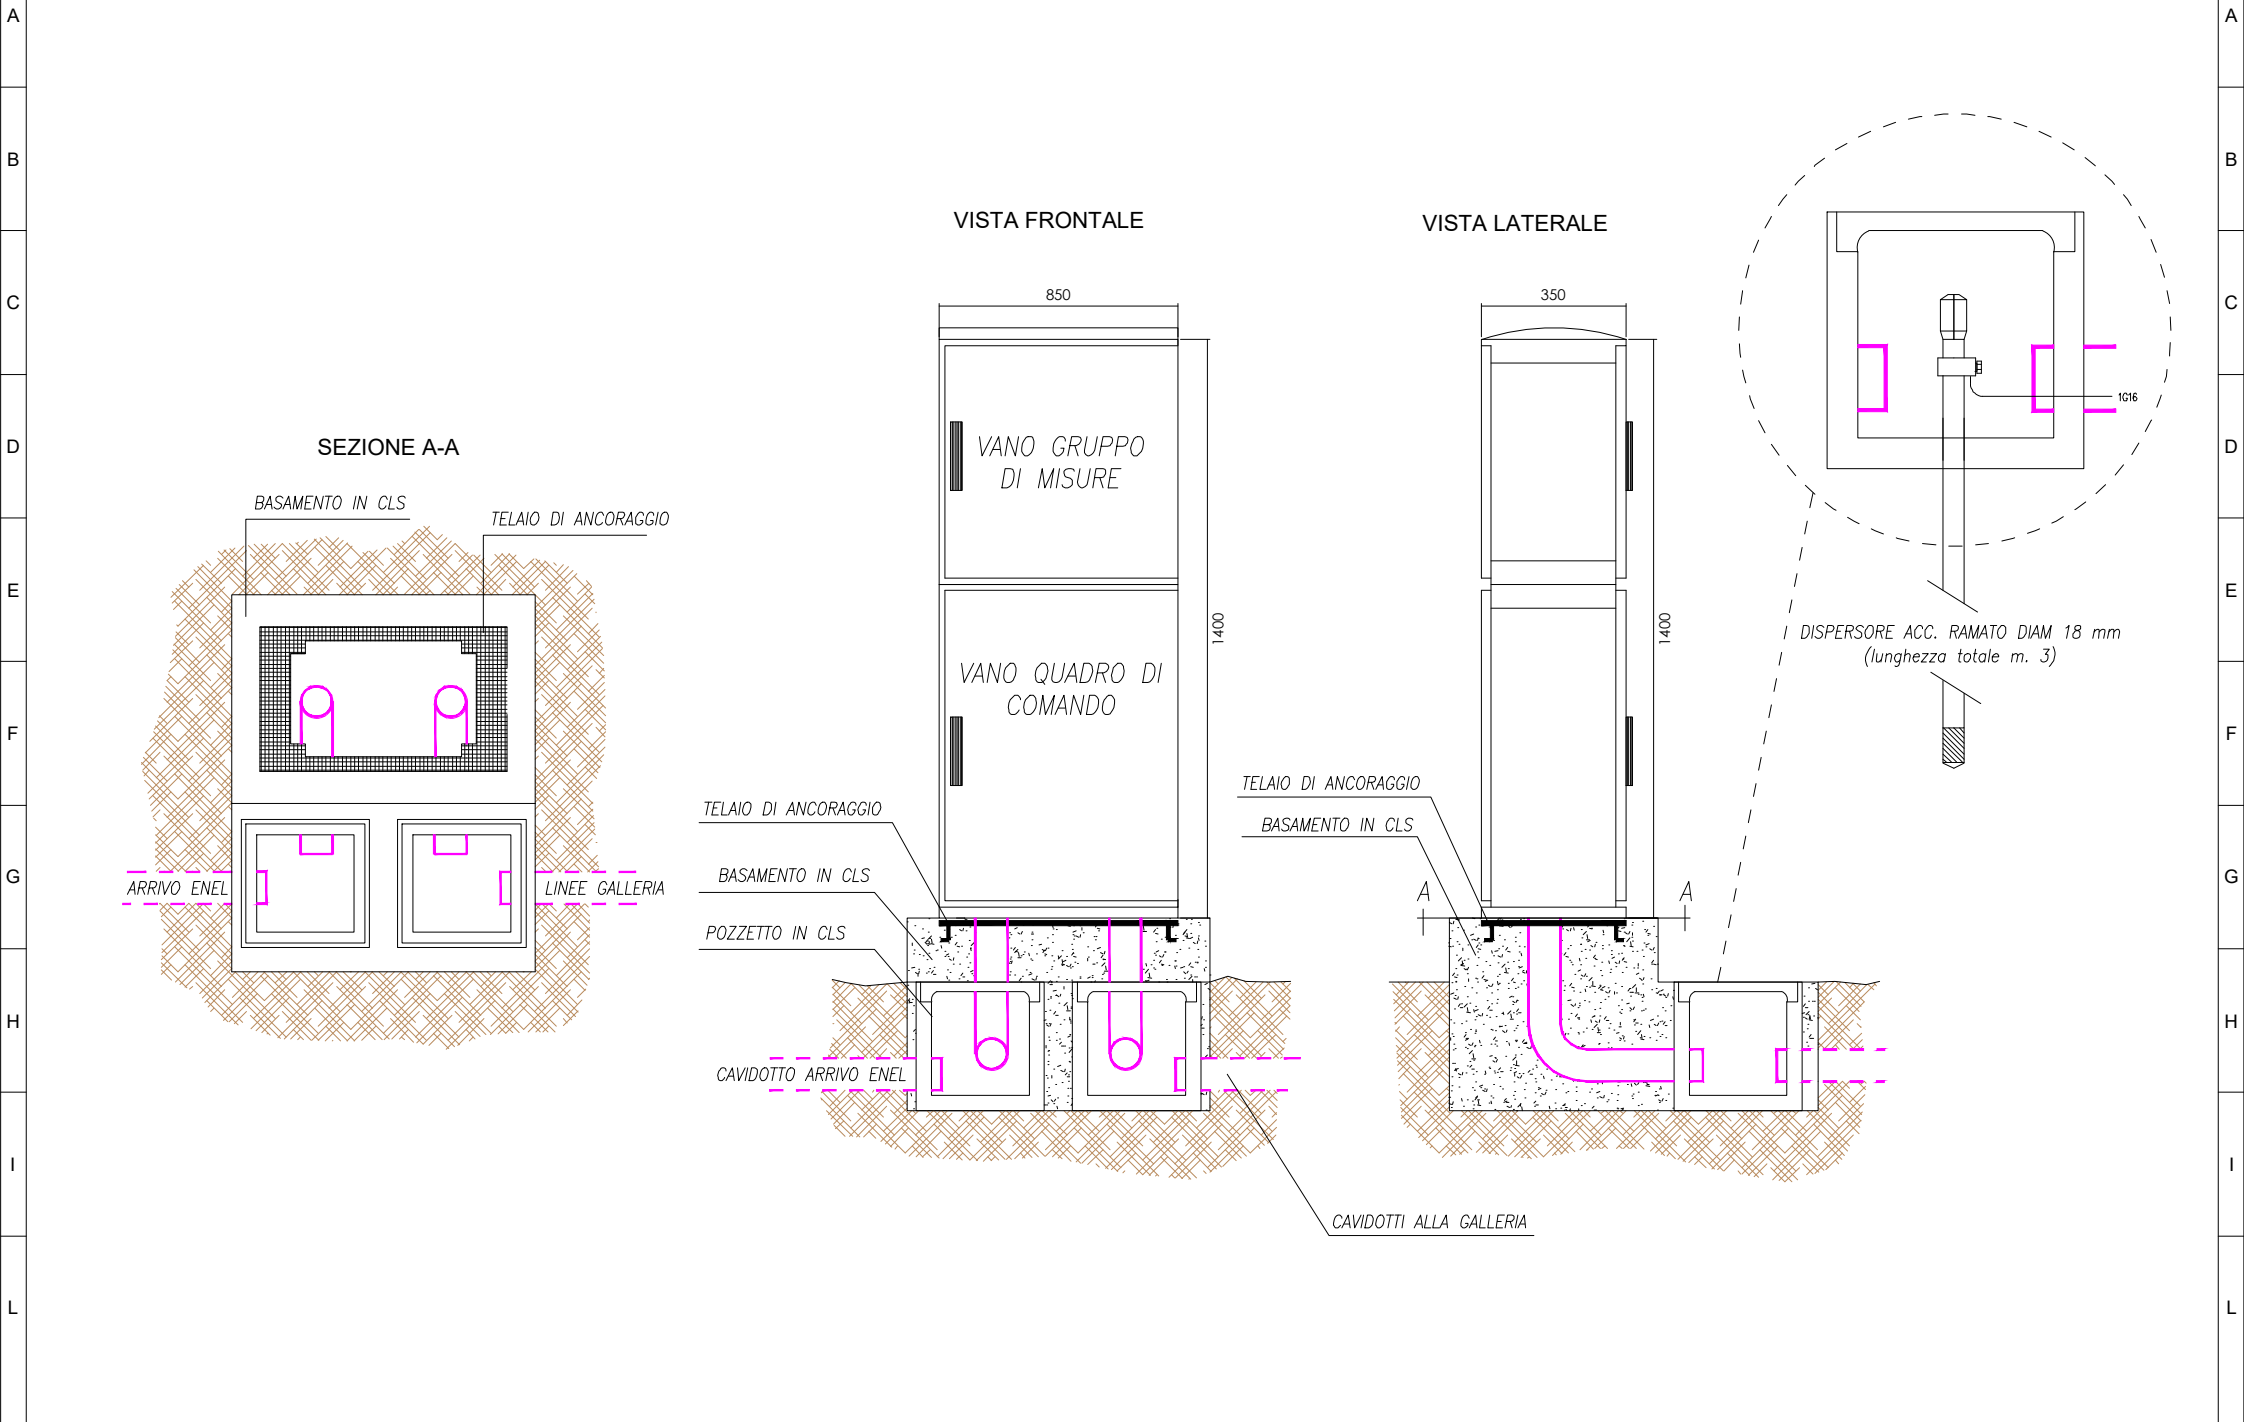 A
B
C
D
E
F
G
H
I
L
SEZIONE A-A
BASAMENTO IN CLS
TELAIO DI ANCORAGGIO
ARRIVO ENEL
LINEE GALLERIA
VISTA FRONTALE
850
VANO GRUPPO
DI MISURE
1400
VANO QUADRO DI
COMANDO
TELAIO DI ANCORAGGIO
BASAMENTO IN CLS
POZZETTO IN CLS
CAVIDOTTO ARRIVO ENEL
CAVIDOTTI ALLA GALLERIA
VISTA LATERALE
350
1400
TELAIO DI ANCORAGGIO
BASAMENTO IN CLS
A
A
1G16
DISPERSORE ACC. RAMATO DIAM 18 mm
(lunghezza totale m. 3)
A
B
C
D
E
F
G
H
I
L